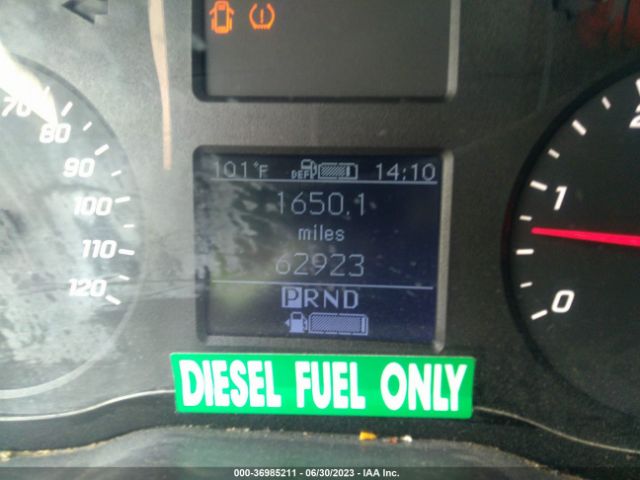 101°F DEF 14:10
1650.1
miles
62923
PRND
DIESEL FUEL ONLY
70
80
90
100
110
120
2
1
0
000-36985211 - 06/30/2023 - IAA Inc.